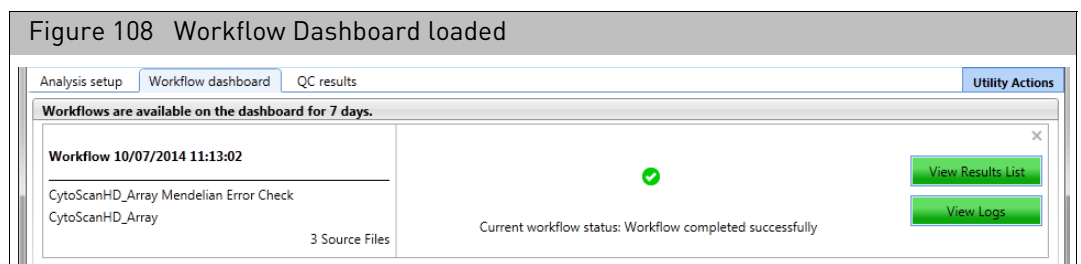 Figure 108 Workflow Dashboard loaded
Analysis setup Workflow dashboard QC results Utility Actions
Workflows are available on the dashboard for 7 days.
Workflow 10/07/2014 11:13:02
CytoScanHD_Array Mendelian Error Check
CytoScanHD_Array
3 Source Files
Current workflow status: Workflow completed successfully
View Results List
View Logs